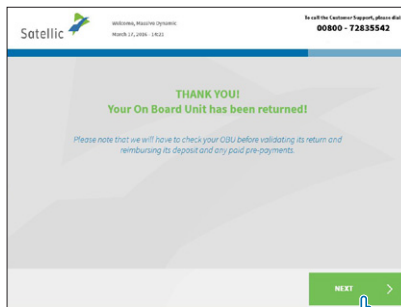 Satellic
Welcome, Massive Dynamic
March 17, 2016 - 14:21
To call the Customer Support, please dial
00800 - 72835542
THANK YOU!
Your On Board Unit has been returned!
Please note that we will have to check your OBU before validating its return and
reimbursing its deposit and any paid pre-payments.
NEXT